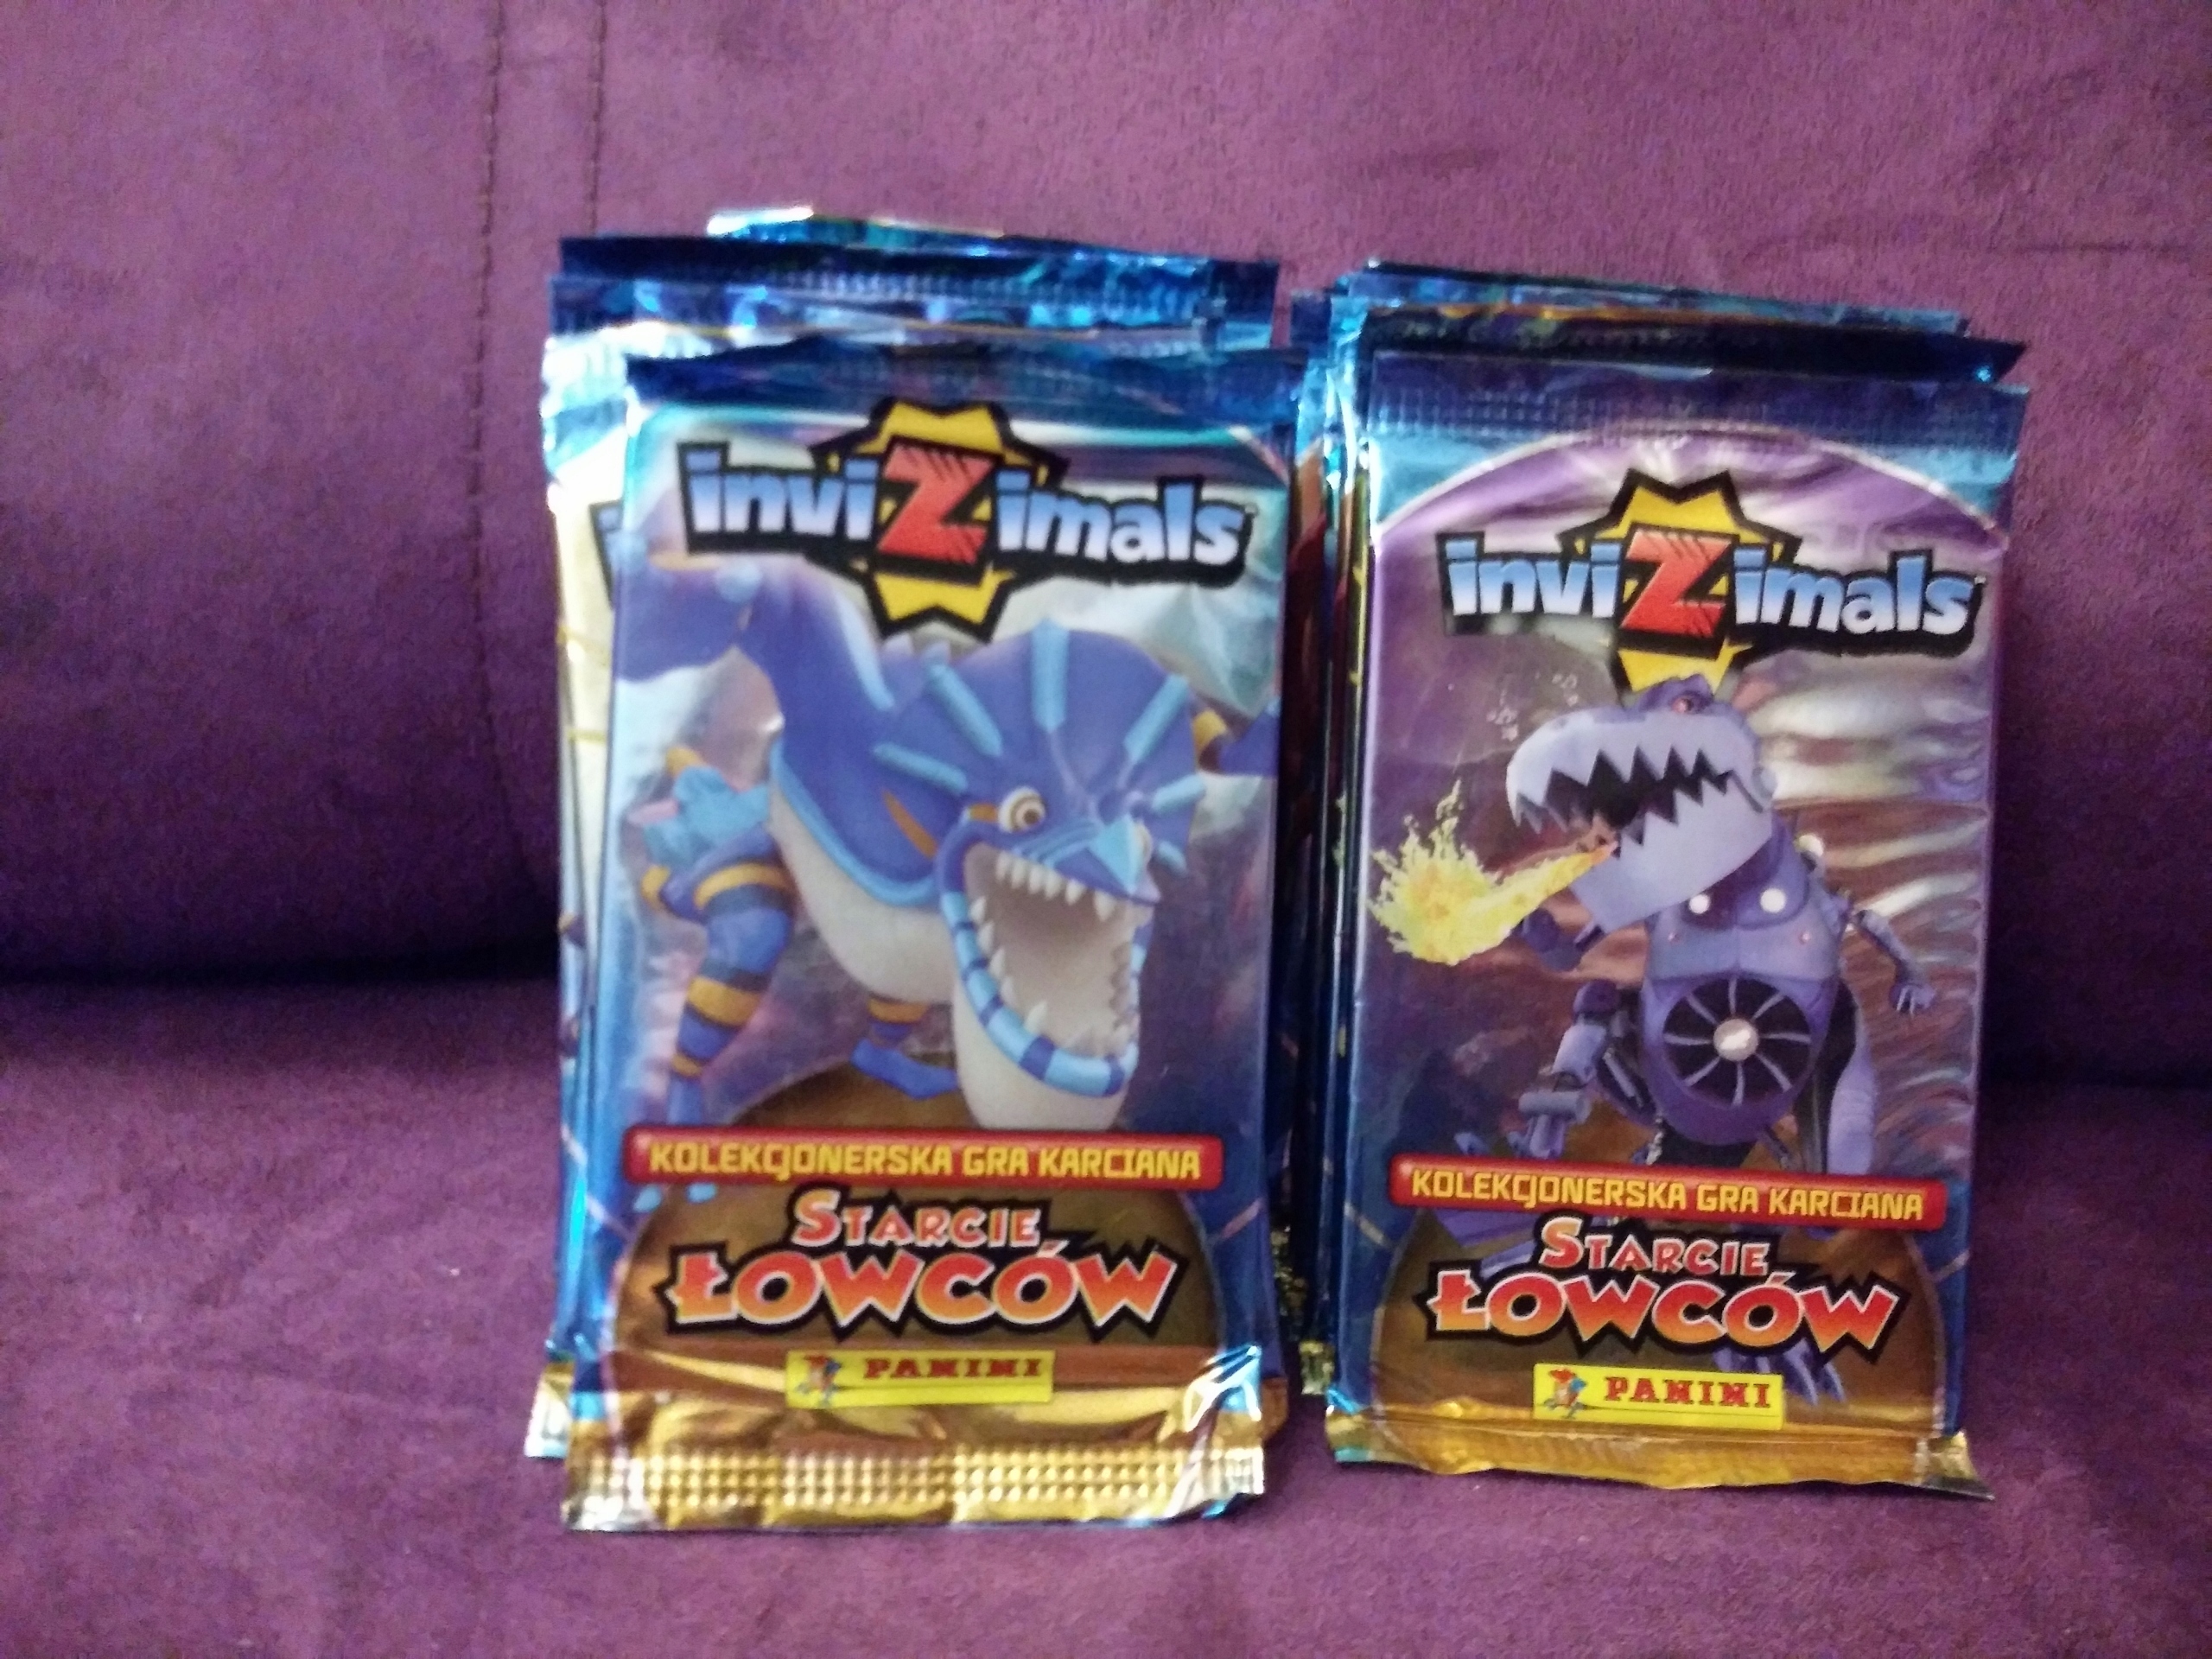 inviZimals
KOLEKCJONERSKA GRA KARCIANA
STARCIE
ŁOWCÓW
PANINI
inviZimals
KOLEKCJONERSKA GRA KARCIANA
STARCIE
ŁOWCÓW
PANINI